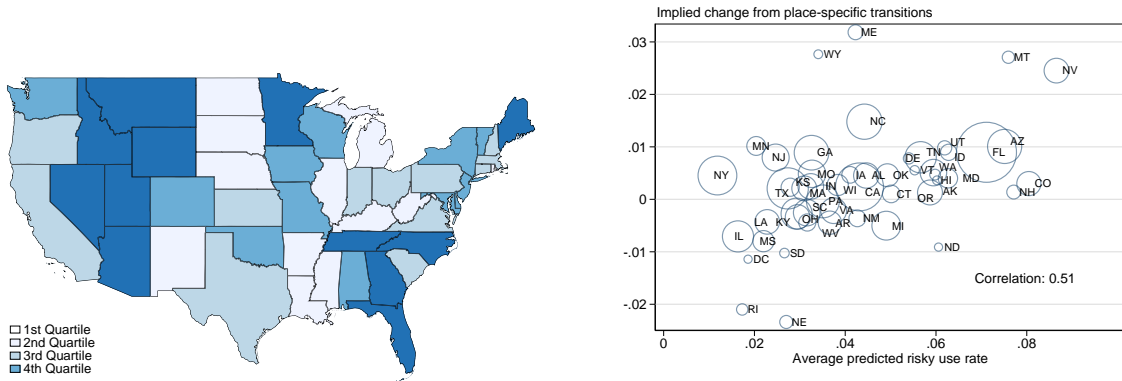 1st Quartile
2nd Quartile
3rd Quartile
4th Quartile
Implied change from place-specific transitions
.03
.02
.01
0
-.01
-.02
ME
WY
MT
NV
NC
MN
NJ
GA
DE
TN
UT
ID
FL
AZ
NY
TX
KS
MO
MA
IN
WI
IA
AL
CA
OK
CT
VT
WA
HI
MD
OR
AK
NH
CO
LA
KY
SC
OH
PA
VA
AR
WV
NM
MI
IL
MS
DC
SD
ND
RI
NE
Correlation: 0.51
0
.02
.04
.06
.08
Average predicted risky use rate